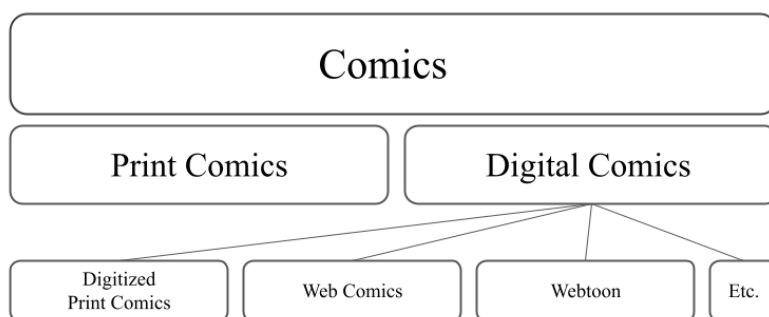 Comics
Print Comics
Digital Comics
Digitized
Print Comics
Web Comics
Webtoon
Etc.